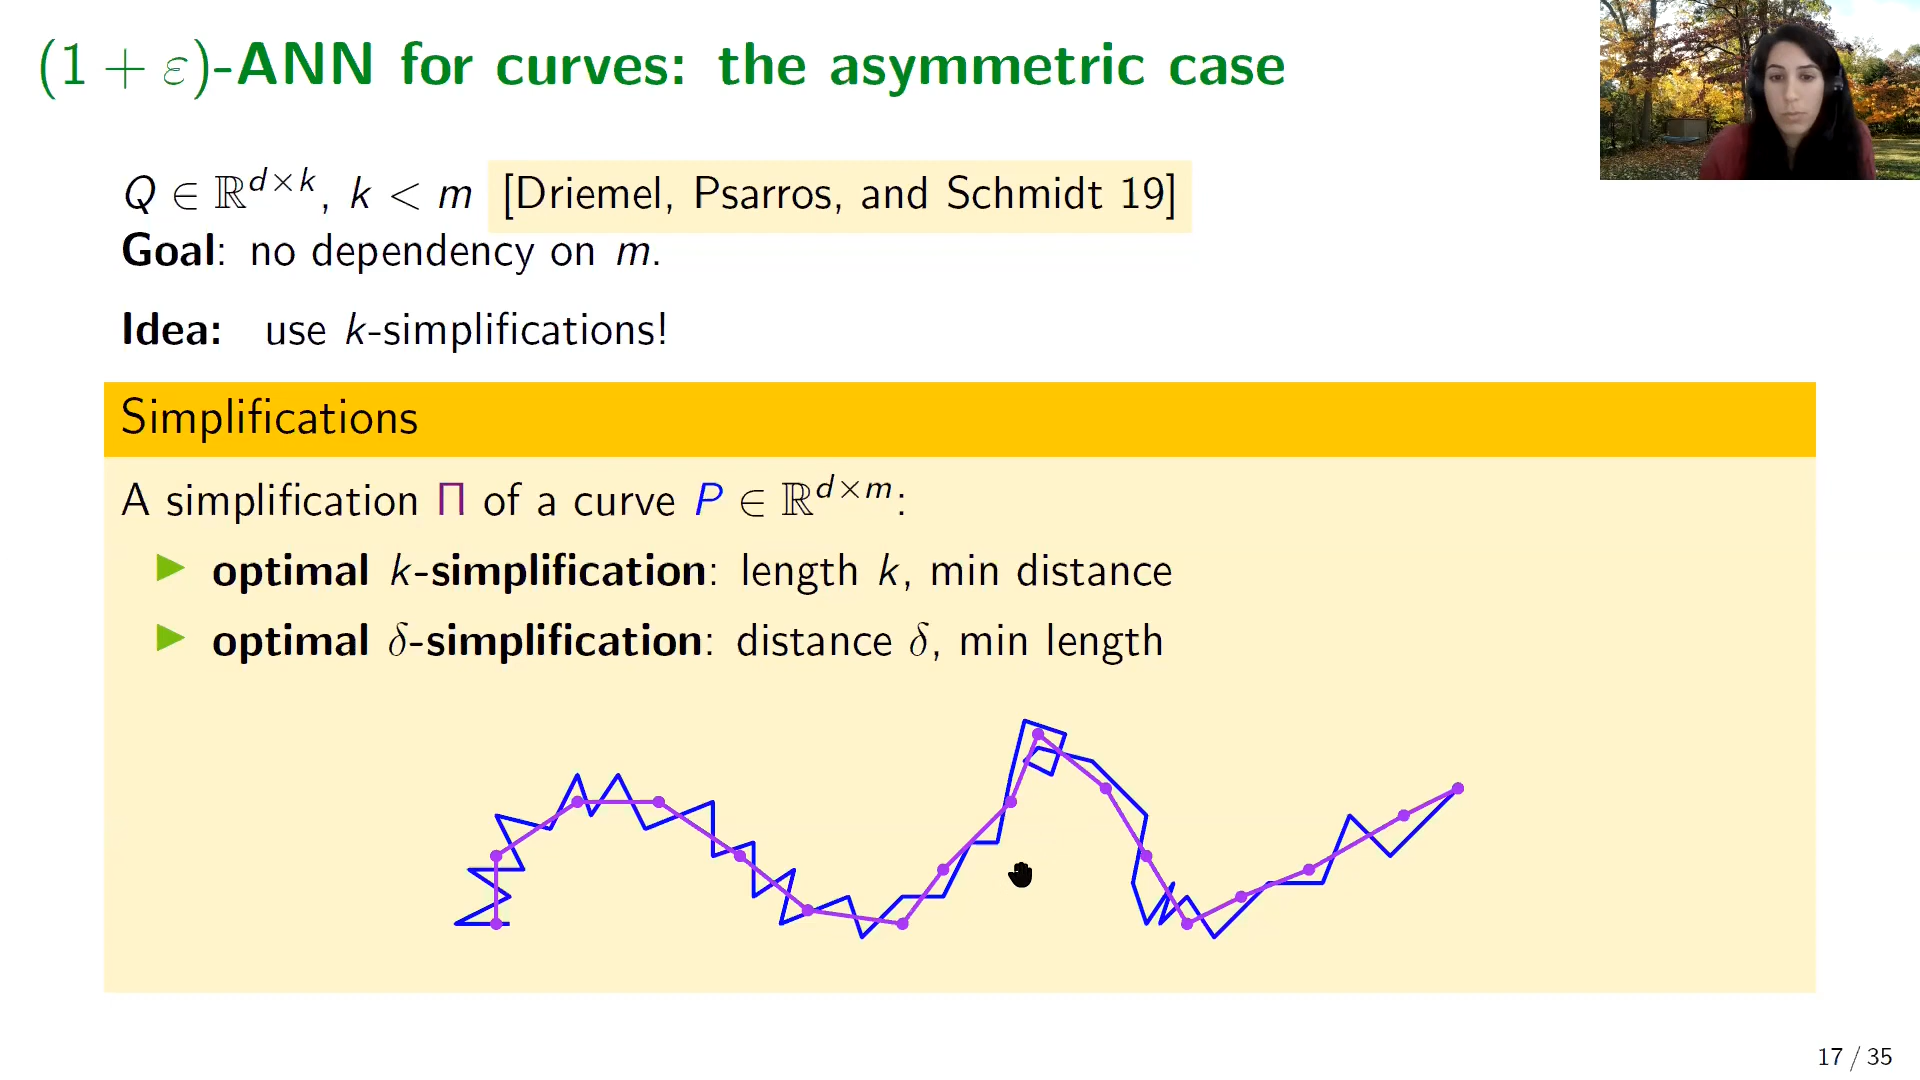 (1 + ε)-ANN for curves: the asymmetric case
Q ∈ ℝ^{d×k}, k < m [Driemel, Psarros, and Schmidt 19]
Goal: no dependency on m.
Idea: use k-simplifications!
Simplifications
A simplification Π of a curve P ∈ ℝ^{d×m}:
▶ optimal k-simplification: length k, min distance
▶ optimal δ-simplification: distance δ, min length
17 / 35